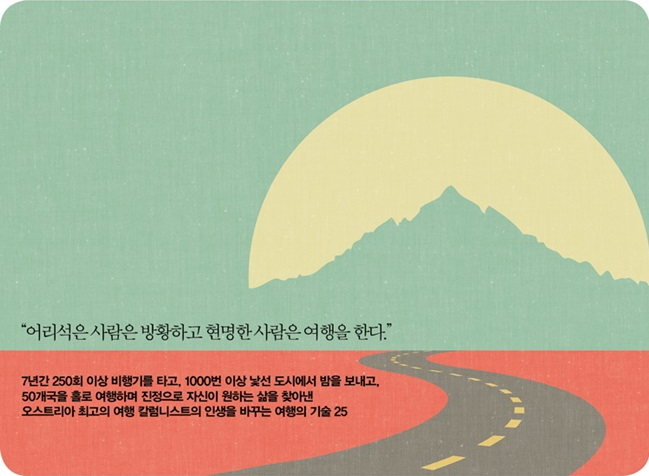 “어리석은 사람은 방황하고 현명한 사람은 여행을 한다.”
7년간 250회 이상 비행기를 타고, 1000번 이상 낯선 도시에서 밤을 보내고,
50개국을 홀로 여행하며 진정으로 자신이 원하는 삶을 찾아낸
오스트리아 최고의 여행 칼럼니스트의 인생을 바꾸는 여행의 기술 25